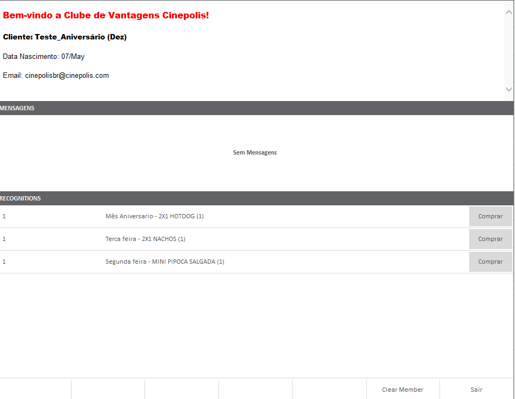 Bem-vindo a Clube de Vantagens Cinepolis!
Cliente: Teste_Aniversário (Dez)
Data Nascimento: 07/May
Email: cinepolisbr@cinepolis.com
MENSAGENS
Sem Mensagens
RECOGNITIONS
1 Mês Aniversario - 2X1 HOTDOG (1) Comprar
1 Terca feira - 2X1 NACHOS (1) Comprar
1 Segunda feira - MINI PIPOCA SALGADA (1) Comprar
Clear Member Sair